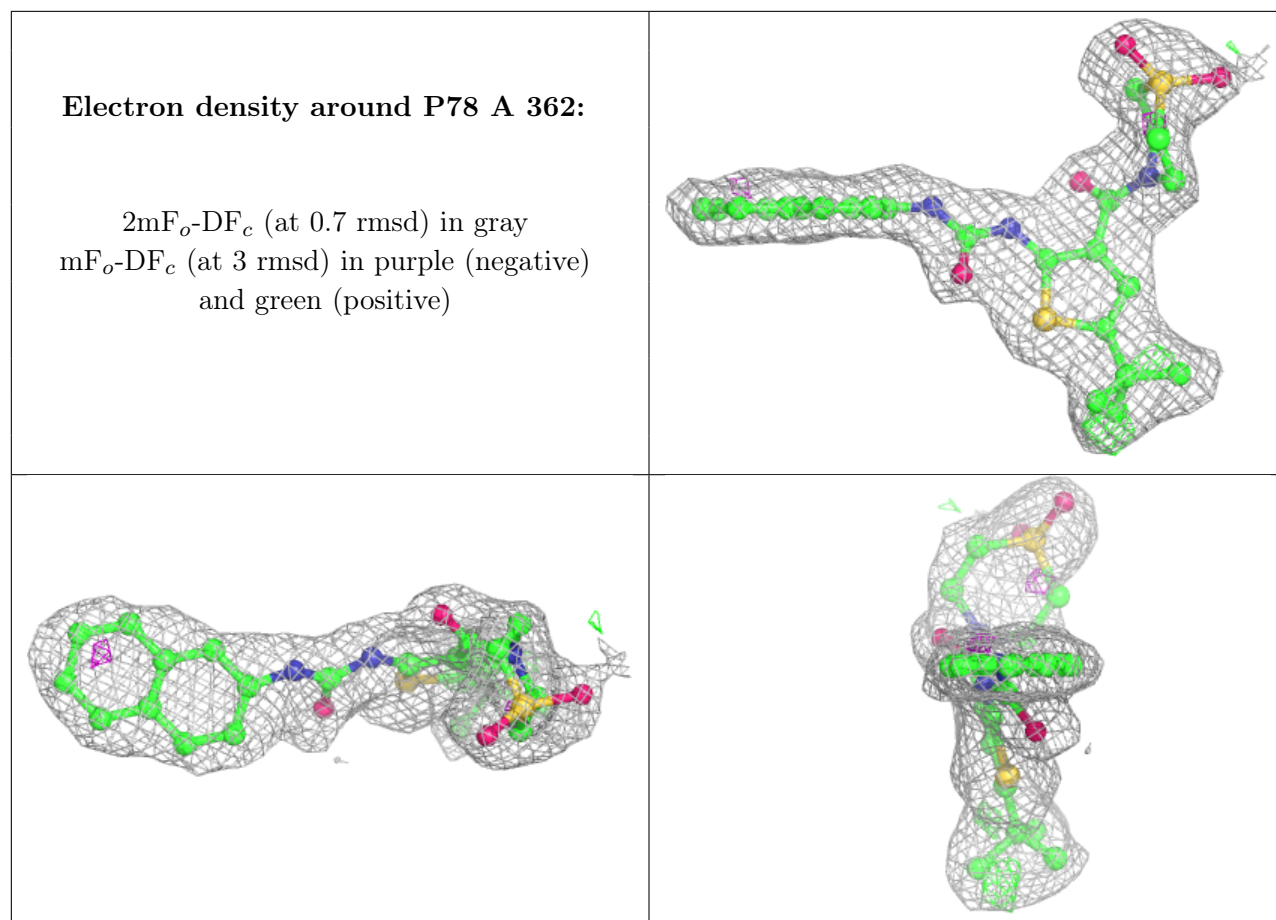 Electron density around P78 A 362:
2mFₒ-DF𝒸 (at 0.7 rmsd) in gray
mFₒ-DF𝒸 (at 3 rmsd) in purple (negative)
and green (positive)